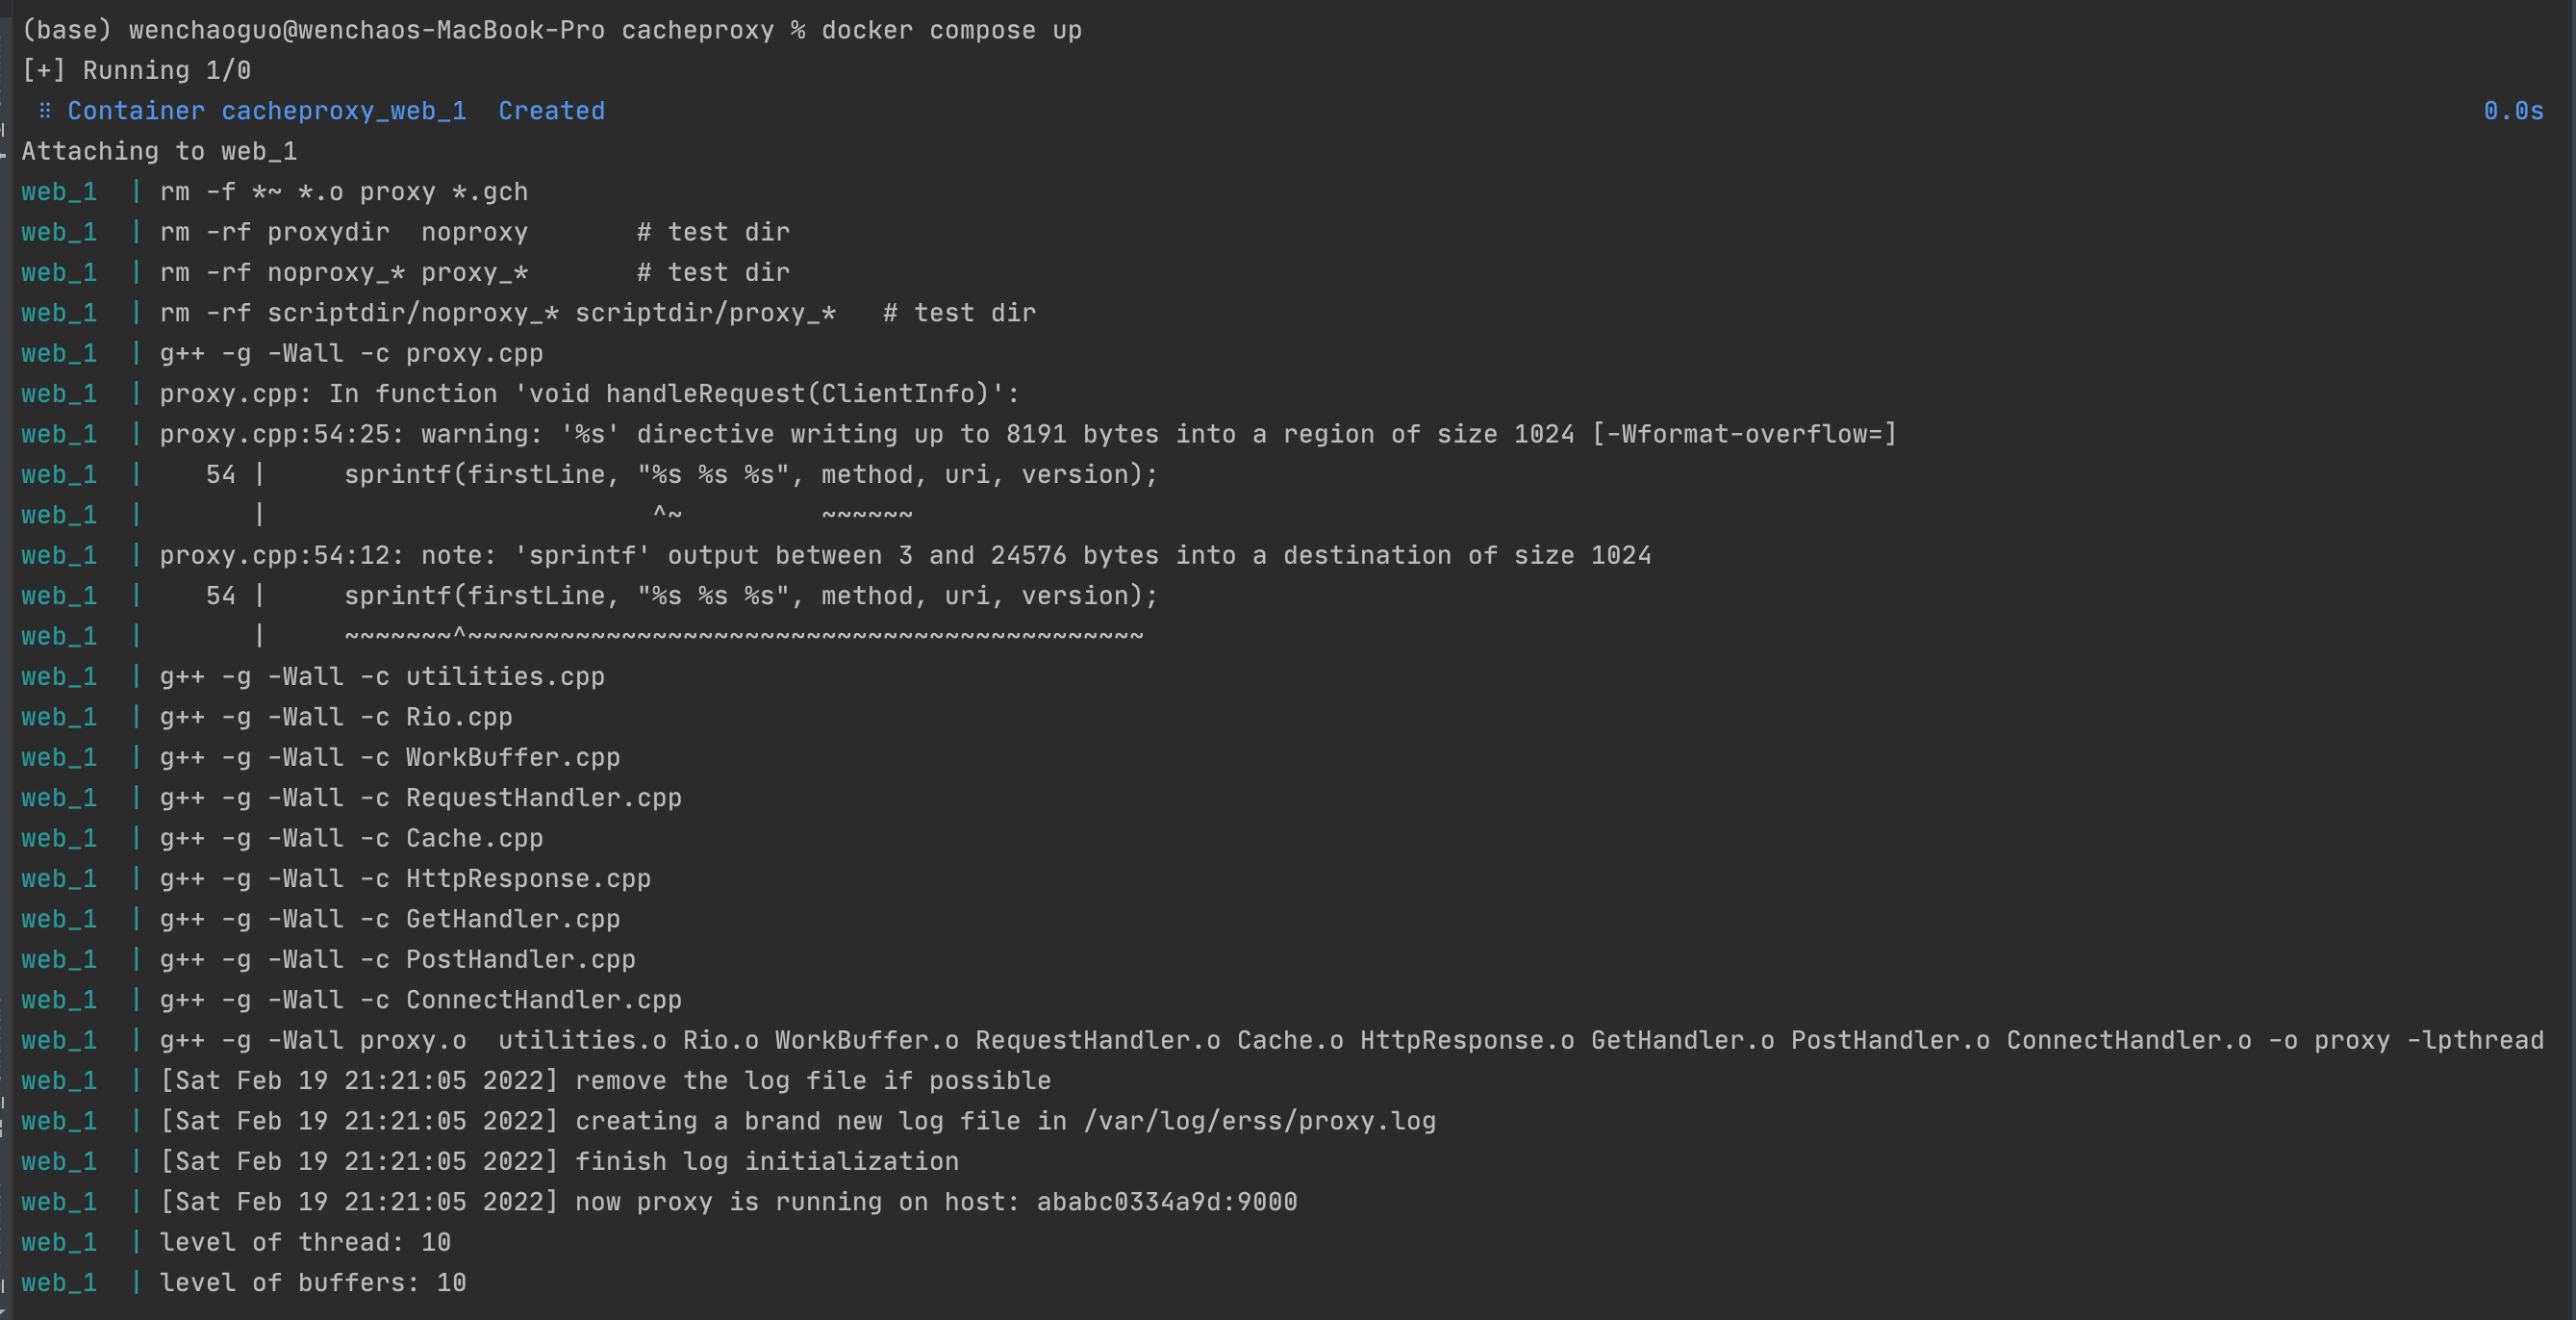 (base) wenchaoguo@wenchaos-MacBook-Pro cacheproxy % docker compose up
[+] Running 1/0
 ⠿ Container cacheproxy_web_1  Created                                                                                                                    0.0s
Attaching to web_1
web_1  | rm -f *~ *.o proxy *.gch
web_1  | rm -rf proxydir  noproxy       # test dir
web_1  | rm -rf noproxy_* proxy_*       # test dir
web_1  | rm -rf scriptdir/noproxy_* scriptdir/proxy_*   # test dir
web_1  | g++ -g -Wall -c proxy.cpp
web_1  | proxy.cpp: In function 'void handleRequest(ClientInfo)':
web_1  | proxy.cpp:54:25: warning: '%s' directive writing up to 8191 bytes into a region of size 1024 [-Wformat-overflow=]
web_1  |    54 |     sprintf(firstLine, "%s %s %s", method, uri, version);
web_1  |       |                         ^~         ~~~~~~
web_1  | proxy.cpp:54:12: note: 'sprintf' output between 3 and 24576 bytes into a destination of size 1024
web_1  |    54 |     sprintf(firstLine, "%s %s %s", method, uri, version);
web_1  |       |     ~~~~~~~^~~~~~~~~~~~~~~~~~~~~~~~~~~~~~~~~~~~~~~~~~~~~
web_1  | g++ -g -Wall -c utilities.cpp
web_1  | g++ -g -Wall -c Rio.cpp
web_1  | g++ -g -Wall -c WorkBuffer.cpp
web_1  | g++ -g -Wall -c RequestHandler.cpp
web_1  | g++ -g -Wall -c Cache.cpp
web_1  | g++ -g -Wall -c HttpResponse.cpp
web_1  | g++ -g -Wall -c GetHandler.cpp
web_1  | g++ -g -Wall -c PostHandler.cpp
web_1  | g++ -g -Wall -c ConnectHandler.cpp
web_1  | g++ -g -Wall proxy.o  utilities.o Rio.o WorkBuffer.o RequestHandler.o Cache.o HttpResponse.o GetHandler.o PostHandler.o ConnectHandler.o -o proxy -lpthread
web_1  | [Sat Feb 19 21:21:05 2022] remove the log file if possible
web_1  | [Sat Feb 19 21:21:05 2022] creating a brand new log file in /var/log/erss/proxy.log
web_1  | [Sat Feb 19 21:21:05 2022] finish log initialization
web_1  | [Sat Feb 19 21:21:05 2022] now proxy is running on host: ababc0334a9d:9000
web_1  | level of thread: 10
web_1  | level of buffers: 10